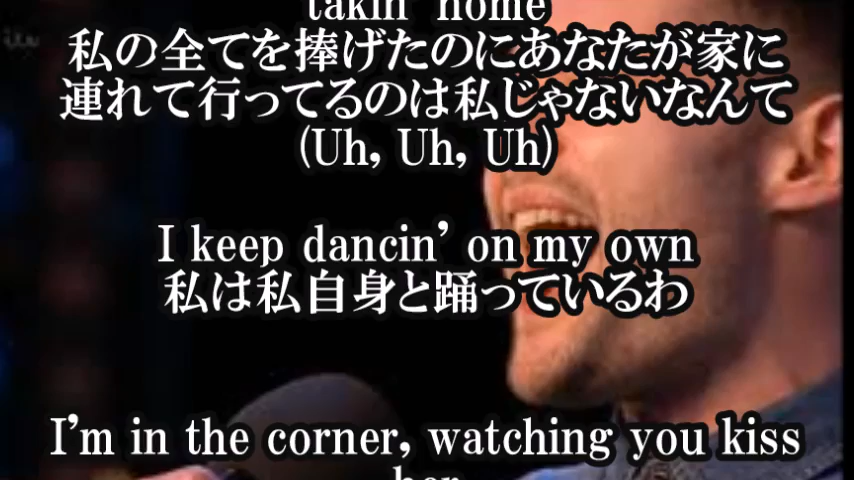 takin' home
私の全てを捧げたのにあなたが家に
連れて行ってるのは私じゃないなんて
(Uh, Uh, Uh)
I keep dancin' on my own
私は私自身と踊っているわ
I'm in the corner, watching you kiss
her